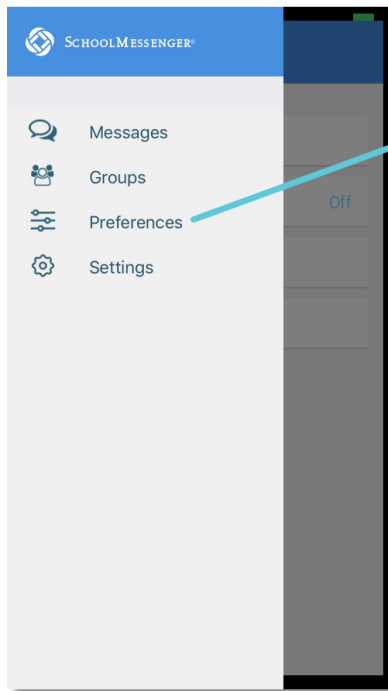 SCHOOLMESSENGER®
Messages
Groups
Preferences
Off
Settings